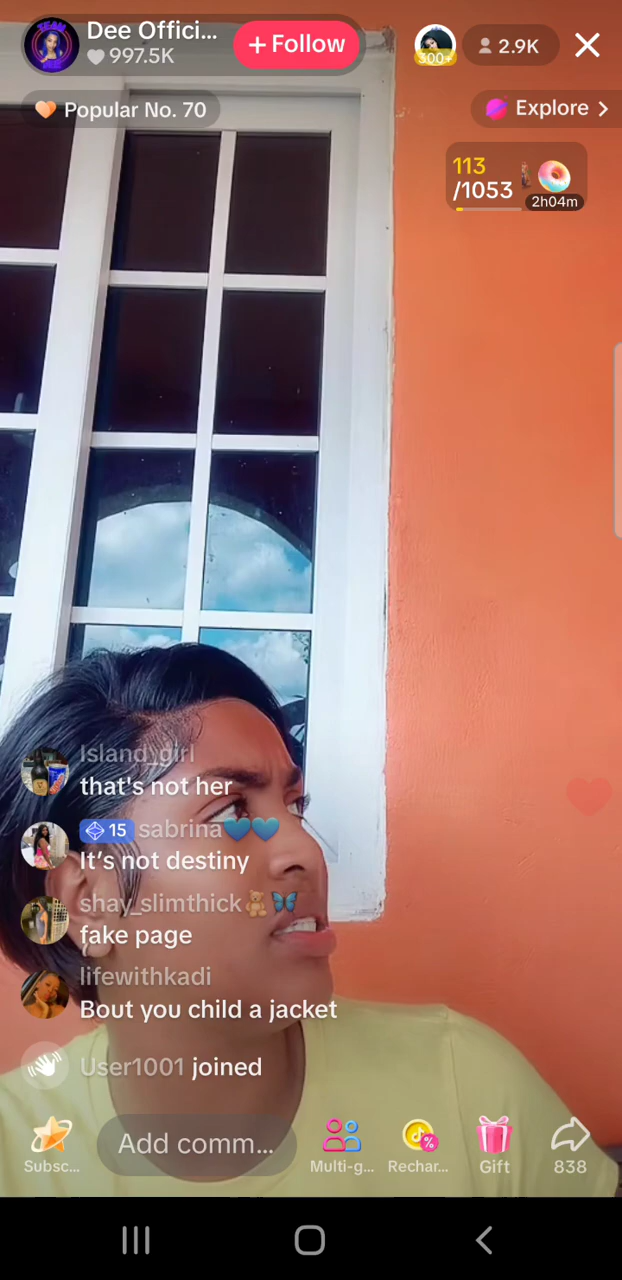 Dee Offici...
997.5K
+ Follow
300+
2.9K
Popular No. 70
Explore >
113
/1053
2h04m
Island_girl
that's not her
15 sabrina💙💙
It's not destiny
shay_slimthick🧸🦋
fake page
lifewithkadi
Bout you child a jacket
User1001 joined
Subsc...
Add comm...
Multi-g...
Rechar...
Gift
838